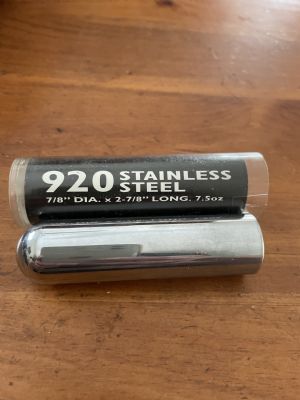 920 STAINLESS
STEEL
7/8" DIA. x 2-7/8" LONG. 7.5oz